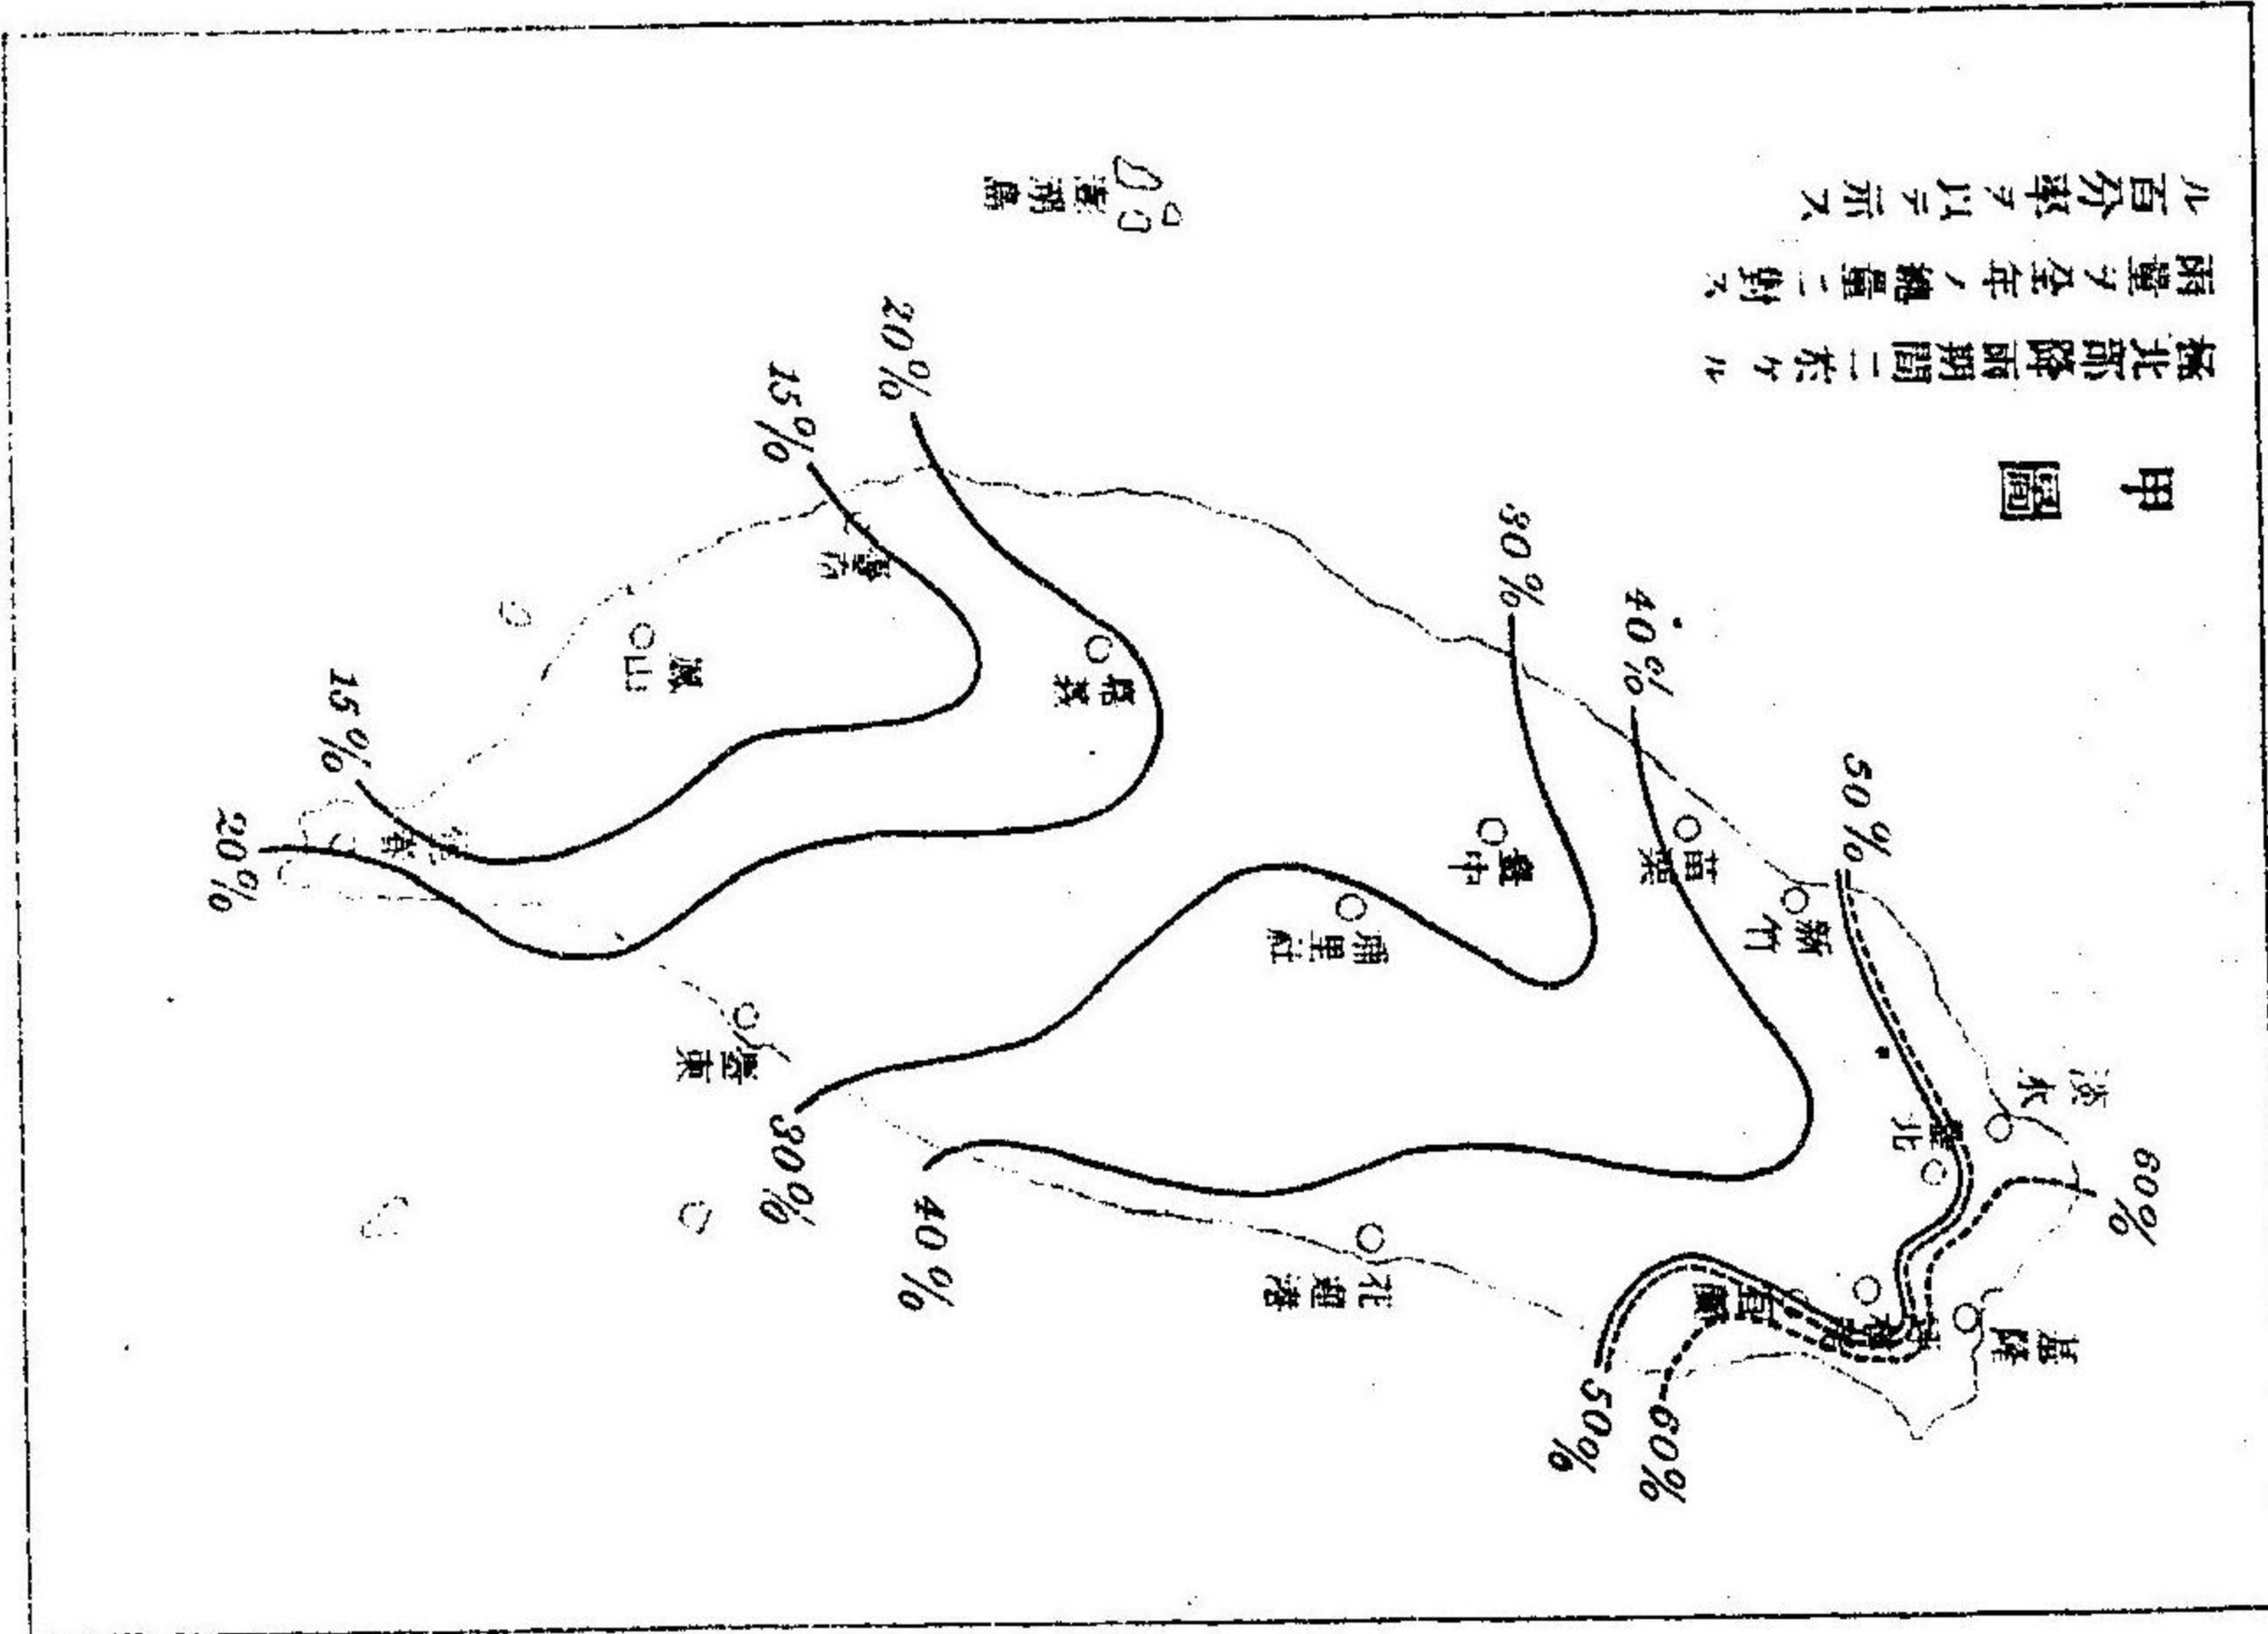 甲圖
極北部降雨期間ニ於ケル
雨量ヲ全年ノ總量ニ對ス
ル百分率ヲ以テ示ス
60%
淡水
基隆
臺北
50%
新竹
宜蘭
60%
50%
苗栗
40%
臺中
30%
埔里社
花蓮港
澎湖島
20%
嘉義
40%
15%
臺南
30%
臺東
鳳山
15%
20%